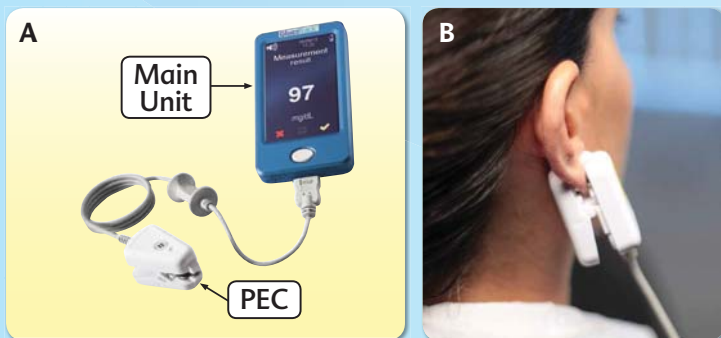 A
B
Main
Unit
Measurement
result
97
mg/dL
PEC